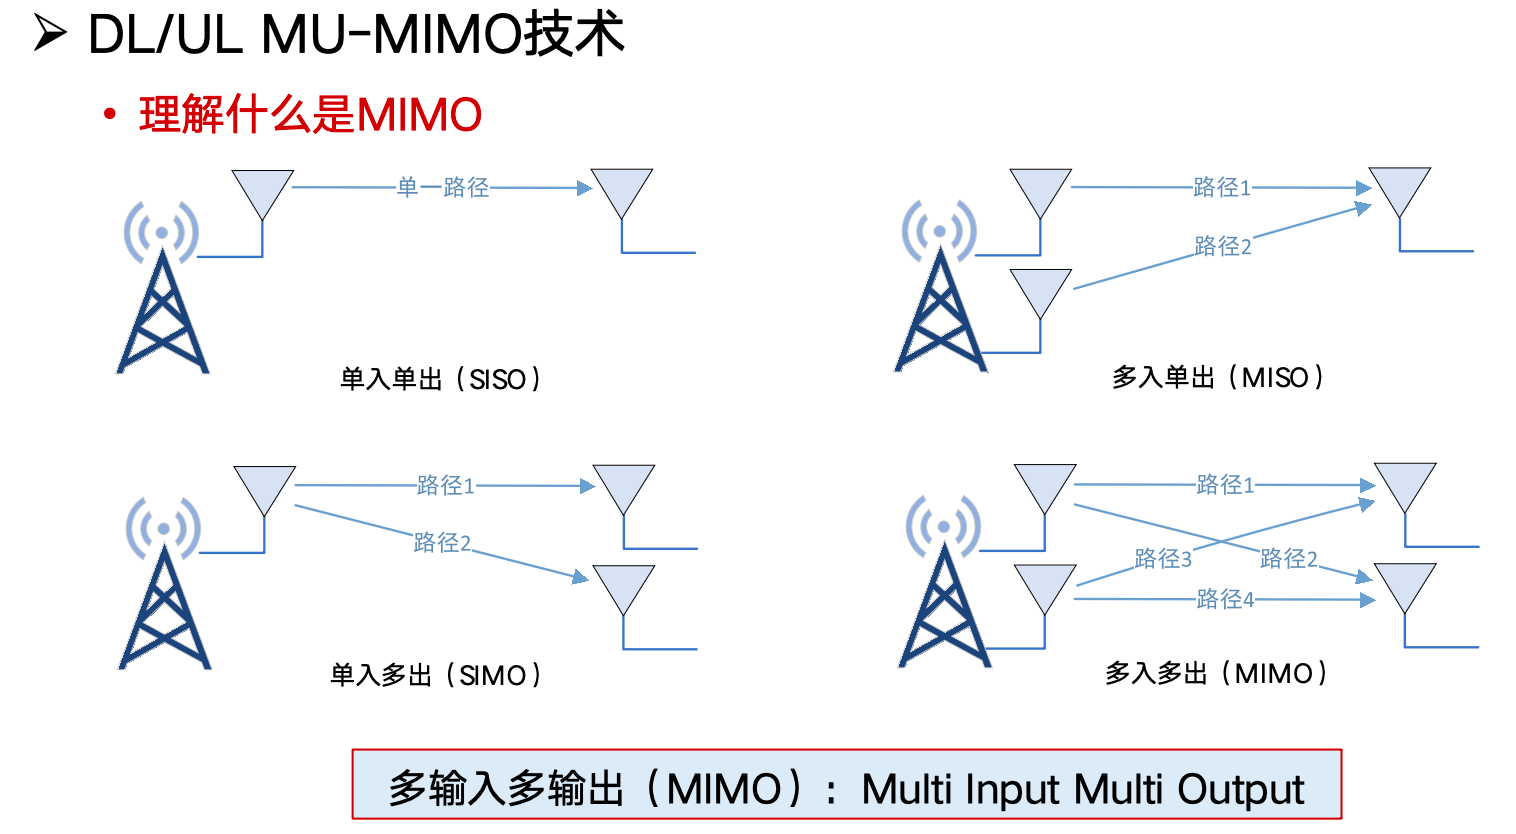 DL/UL MU-MIMO技术
理解什么是MIMO
单一路径
单入单出（SISO）
路径1
路径2
多入单出（MISO）
路径1
路径2
单入多出（SIMO）
路径1
路径3
路径2
路径4
多入多出（MIMO）
多输入多输出（MIMO）：Multi Input Multi Output